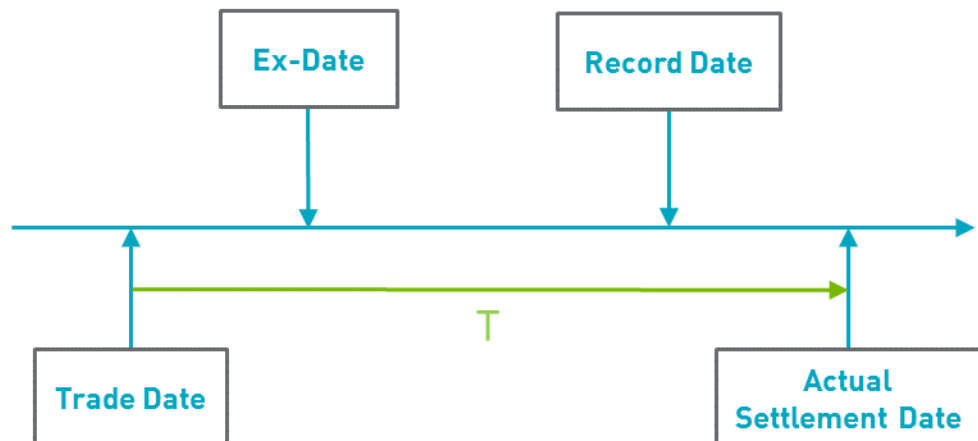 Ex-Date
Record Date
T
Trade Date
Actual
Settlement Date